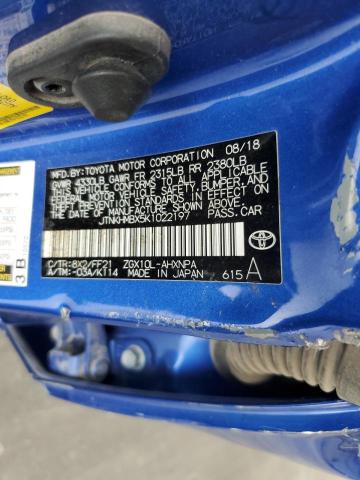 MFD. BY: TOYOTA MOTOR CORPORATION 08/18
GVWR 4630LB GAWR FR 2315LB RR 2380LB
THIS VEHICLE CONFORMS TO ALL APPLICABLE
FEDERAL MOTOR VEHICLE SAFETY, BUMPER, AND
THEFT PREVENTION STANDARDS IN EFFECT ON
THE DATE OF MANUFACTURE SHOWN ABOVE.
JTNKHMBX5K1022197 PASS. CAR
C/TR: 8X2/FF21 ZGX10L-AHXNPA
A/TM: -03A/KT14 MADE IN JAPAN 615 A
3 B